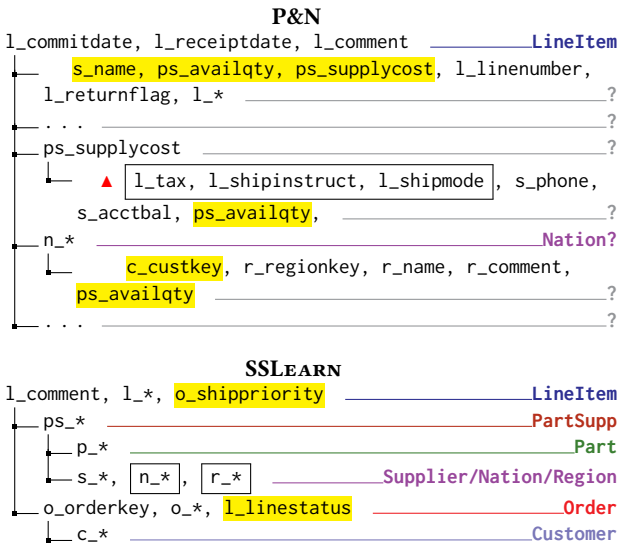 P&N
l_commitdate, l_receiptdate, l_comment LineItem
s_name, ps_availqty, ps_supplycost, l_linenumber,
l_returnflag, l_* ?
. . . ?
ps_supplycost ?
▲ l_tax, l_shipinstruct, l_shipmode, s_phone,
s_acctbal, ps_availqty, ?
n_* Nation?
c_custkey, r_regionkey, r_name, r_comment,
ps_availqty ?
. . . ?
SSLEARN
l_comment, l_*, o_shippriority LineItem
ps_* PartSupp
p_* Part
s_*, n_*, r_* Supplier/Nation/Region
o_orderkey, o_*, l_linestatus Order
c_* Customer